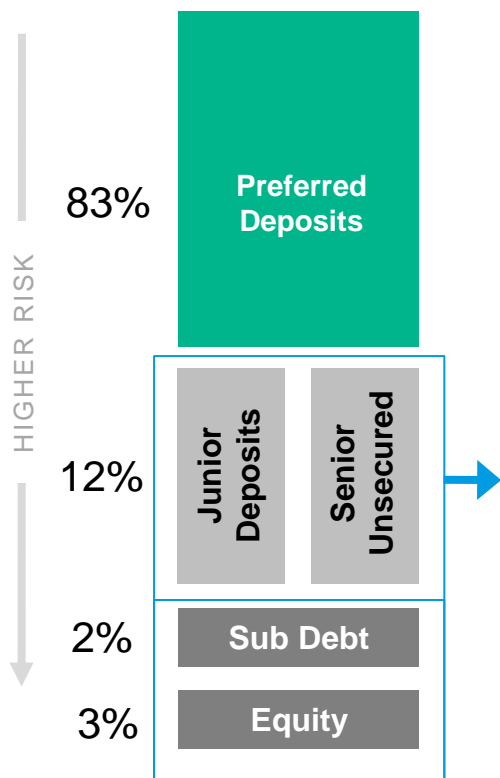 83%
Preferred
Deposits
HIGHER RISK
12%
Junior
Deposits
Senior
Unsecured
2%
Sub Debt
3%
Equity